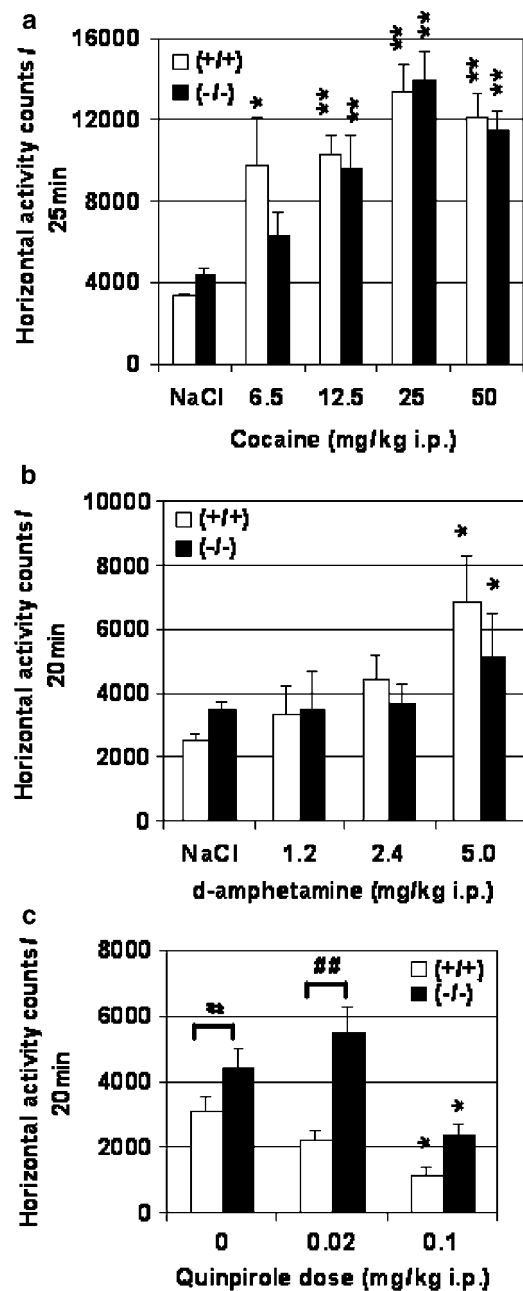 a
Horizontal activity counts/
25min
16000
12000
8000
4000
0
(+/+)
(-/-)
*
**
**
**
**
**
**
NaCl 6.5 12.5 25 50
Cocaine (mg/kg i.p.)
b
Horizontal activity counts/
20min
10000
8000
6000
4000
2000
0
(+/+)
(-/-)
*
*
NaCl 1.2 2.4 5.0
d-amphetamine (mg/kg i.p.)
c
Horizontal activity counts/
20min
8000
6000
4000
2000
0
#
##
(+/+)
(-/-)
*
*
0 0.02 0.1
Quinpirole dose (mg/kg i.p.)